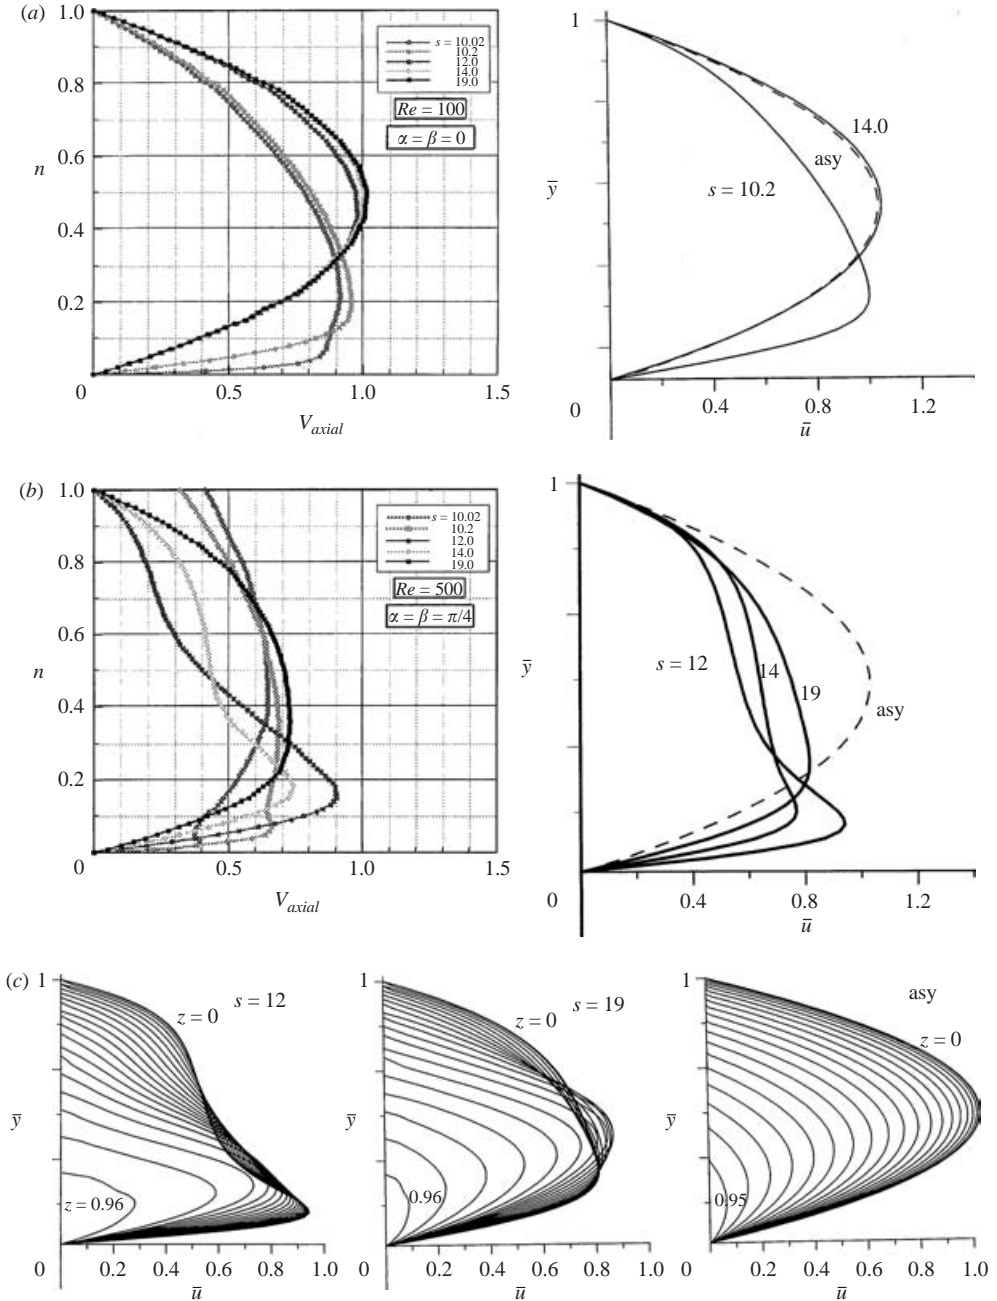 (a)
1.0
0.8
0.6
n
0.4
0.2
0
0
0.5
1.0
1.5
V_axial
s = 10.02
10.2
12.0
14.0
19.0
Re = 100
α = β = 0
1
ȳ
0
14.0
asy
s = 10.2
0.4
0.8
1.2
ū
(b)
1.0
0.8
0.6
n
0.4
0.2
0
0
0.5
1.0
1.5
V_axial
s = 10.02
10.2
12.0
14.0
19.0
Re = 500
α = β = π/4
1
ȳ
0
s = 12
14
19
asy
0.4
0.8
1.2
ū
(c)
1
ȳ
0
z = 0
s = 12
z = 0.96
0.2
0.4
0.6
0.8
1.0
ū
1
ȳ
0
z = 0
s = 19
0.96
0.2
0.4
0.6
0.8
1.0
ū
1
ȳ
0
asy
z = 0
0.95
0.2
0.4
0.6
0.8
1.0
ū